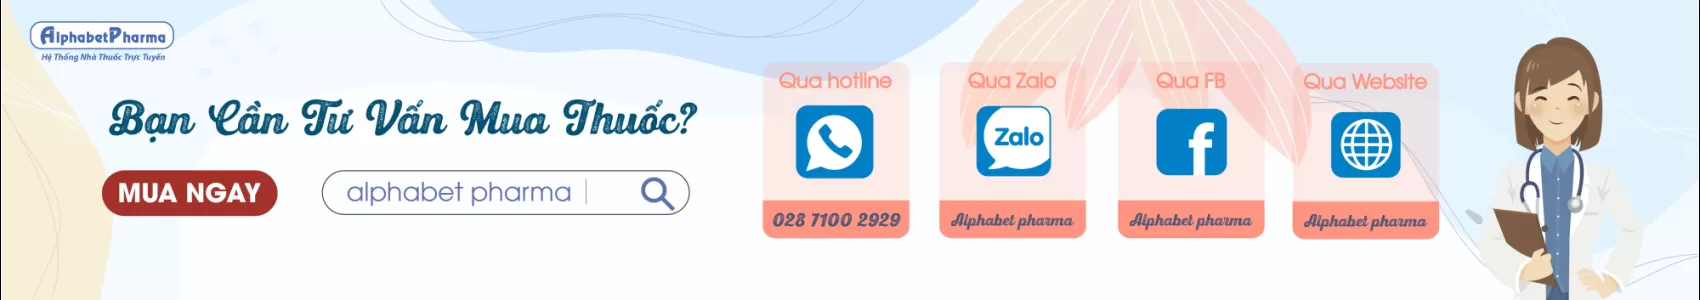 AlphabetPharma
Hệ Thống Nhà Thuốc Trực Tuyến
Bạn Cần Tư Vấn Mua Thuốc?
MUA NGAY
alphabet pharma
Qua hotline
028 7100 2929
Qua Zalo
Zalo
Alphabet pharma
Qua FB
f
Alphabet pharma
Qua Website
Alphabet pharma